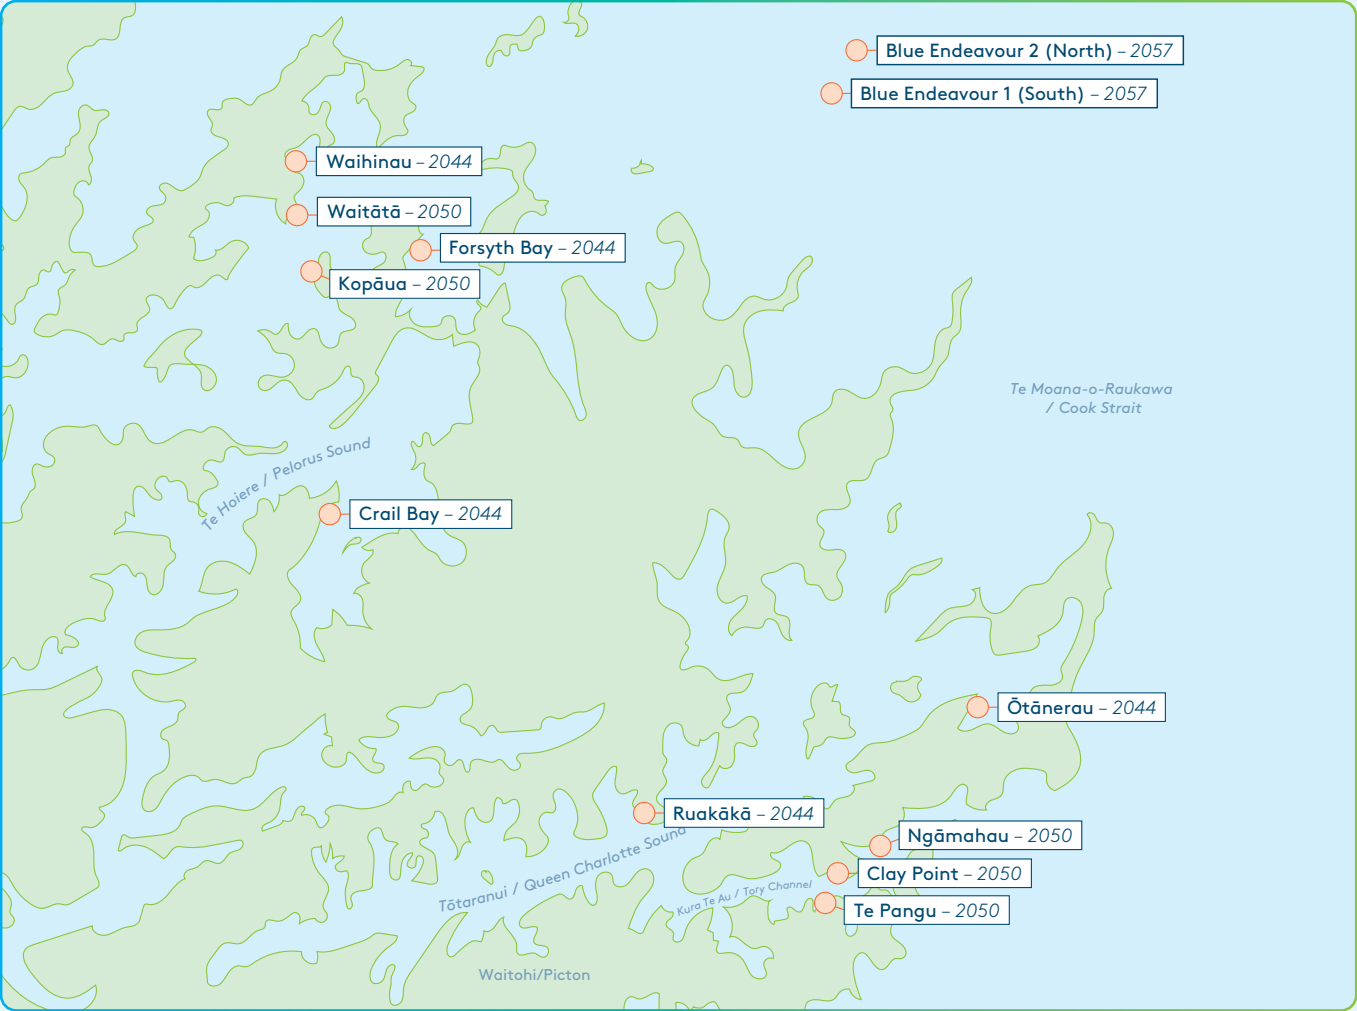 Blue Endeavour 2 (North) – 2057
Blue Endeavour 1 (South) – 2057
Waihinau – 2044
Waitātā – 2050
Forsyth Bay – 2044
Kopāua – 2050
Te Moana-o-Raukawa
/ Cook Strait
Te Hoiere / Pelorus Sound
Crail Bay – 2044
Ōtānerau – 2044
Ruakākā – 2044
Ngāmahau – 2050
Tōtaranui / Queen Charlotte Sound
Clay Point – 2050
Kura Te Au / Tory Channel
Te Pangu – 2050
Waitohi/Picton